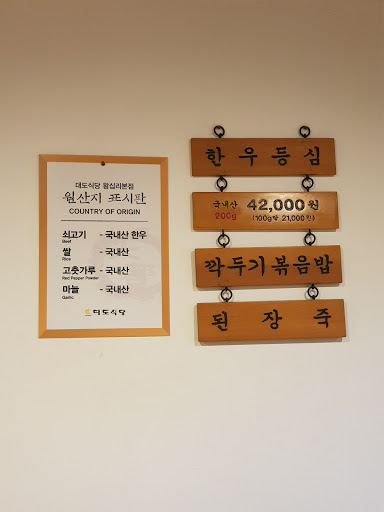 대도식당 왕십리본점
원산지 표시판
COUNTRY OF ORIGIN
쇠고기 - 국내산 한우
Beef
쌀 - 국내산
Rice
고춧가루 - 국내산
Red Pepper Powder
마늘 - 국내산
Garlic
대도식당
한우등심
국내산 42,000원
200g (100g당 21,000원)
깍두기볶음밥
된장죽